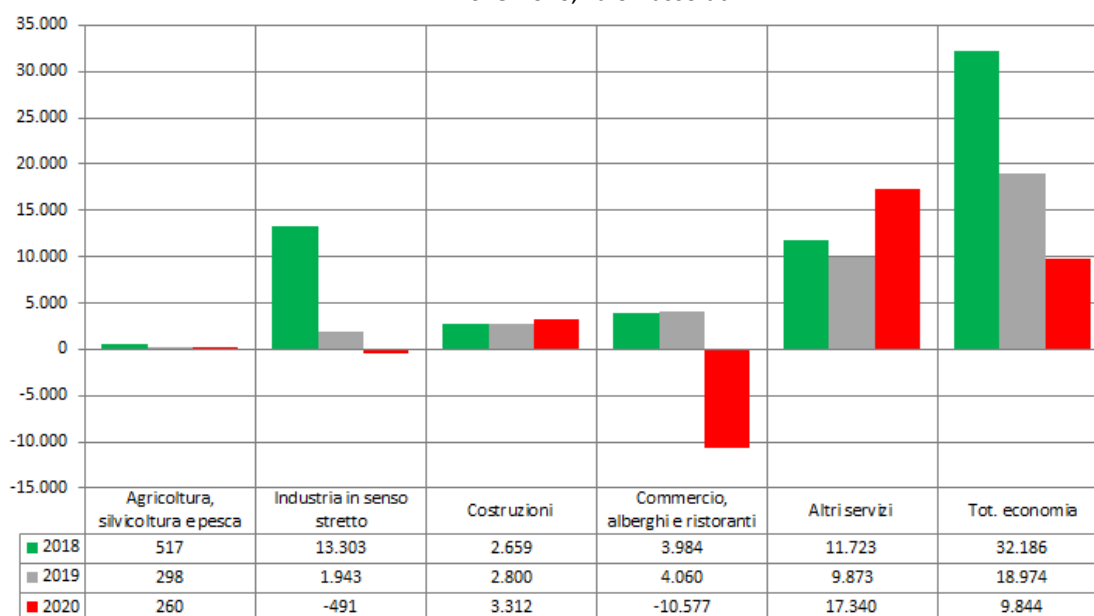 35.000
30.000
25.000
20.000
15.000
10.000
5.000
0
-5.000
-10.000
-15.000
Agricoltura, silvicoltura e pesca
Industria in senso stretto
Costruzioni
Commercio, alberghi e ristoranti
Altri servizi
Tot. economia
2018 517 13.303 2.659 3.984 11.723 32.186
2019 298 1.943 2.800 4.060 9.873 18.974
2020 260 -491 3.312 -10.577 17.340 9.844